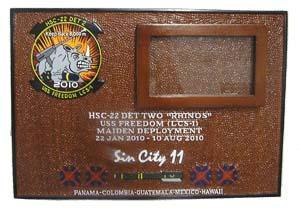 HSC-22 DET 2
2010
USS FREEDOM LCS-1
HSC-22 DET TWO "RHINOS"
USS FREEDOM (LCS-1)
MAIDEN DEPLOYMENT
22 JAN 2010 - 10 AUG 2010
Sin City 11
PANAMA-COLOMBIA-GUATEMALA-MEXICO-HAWAII